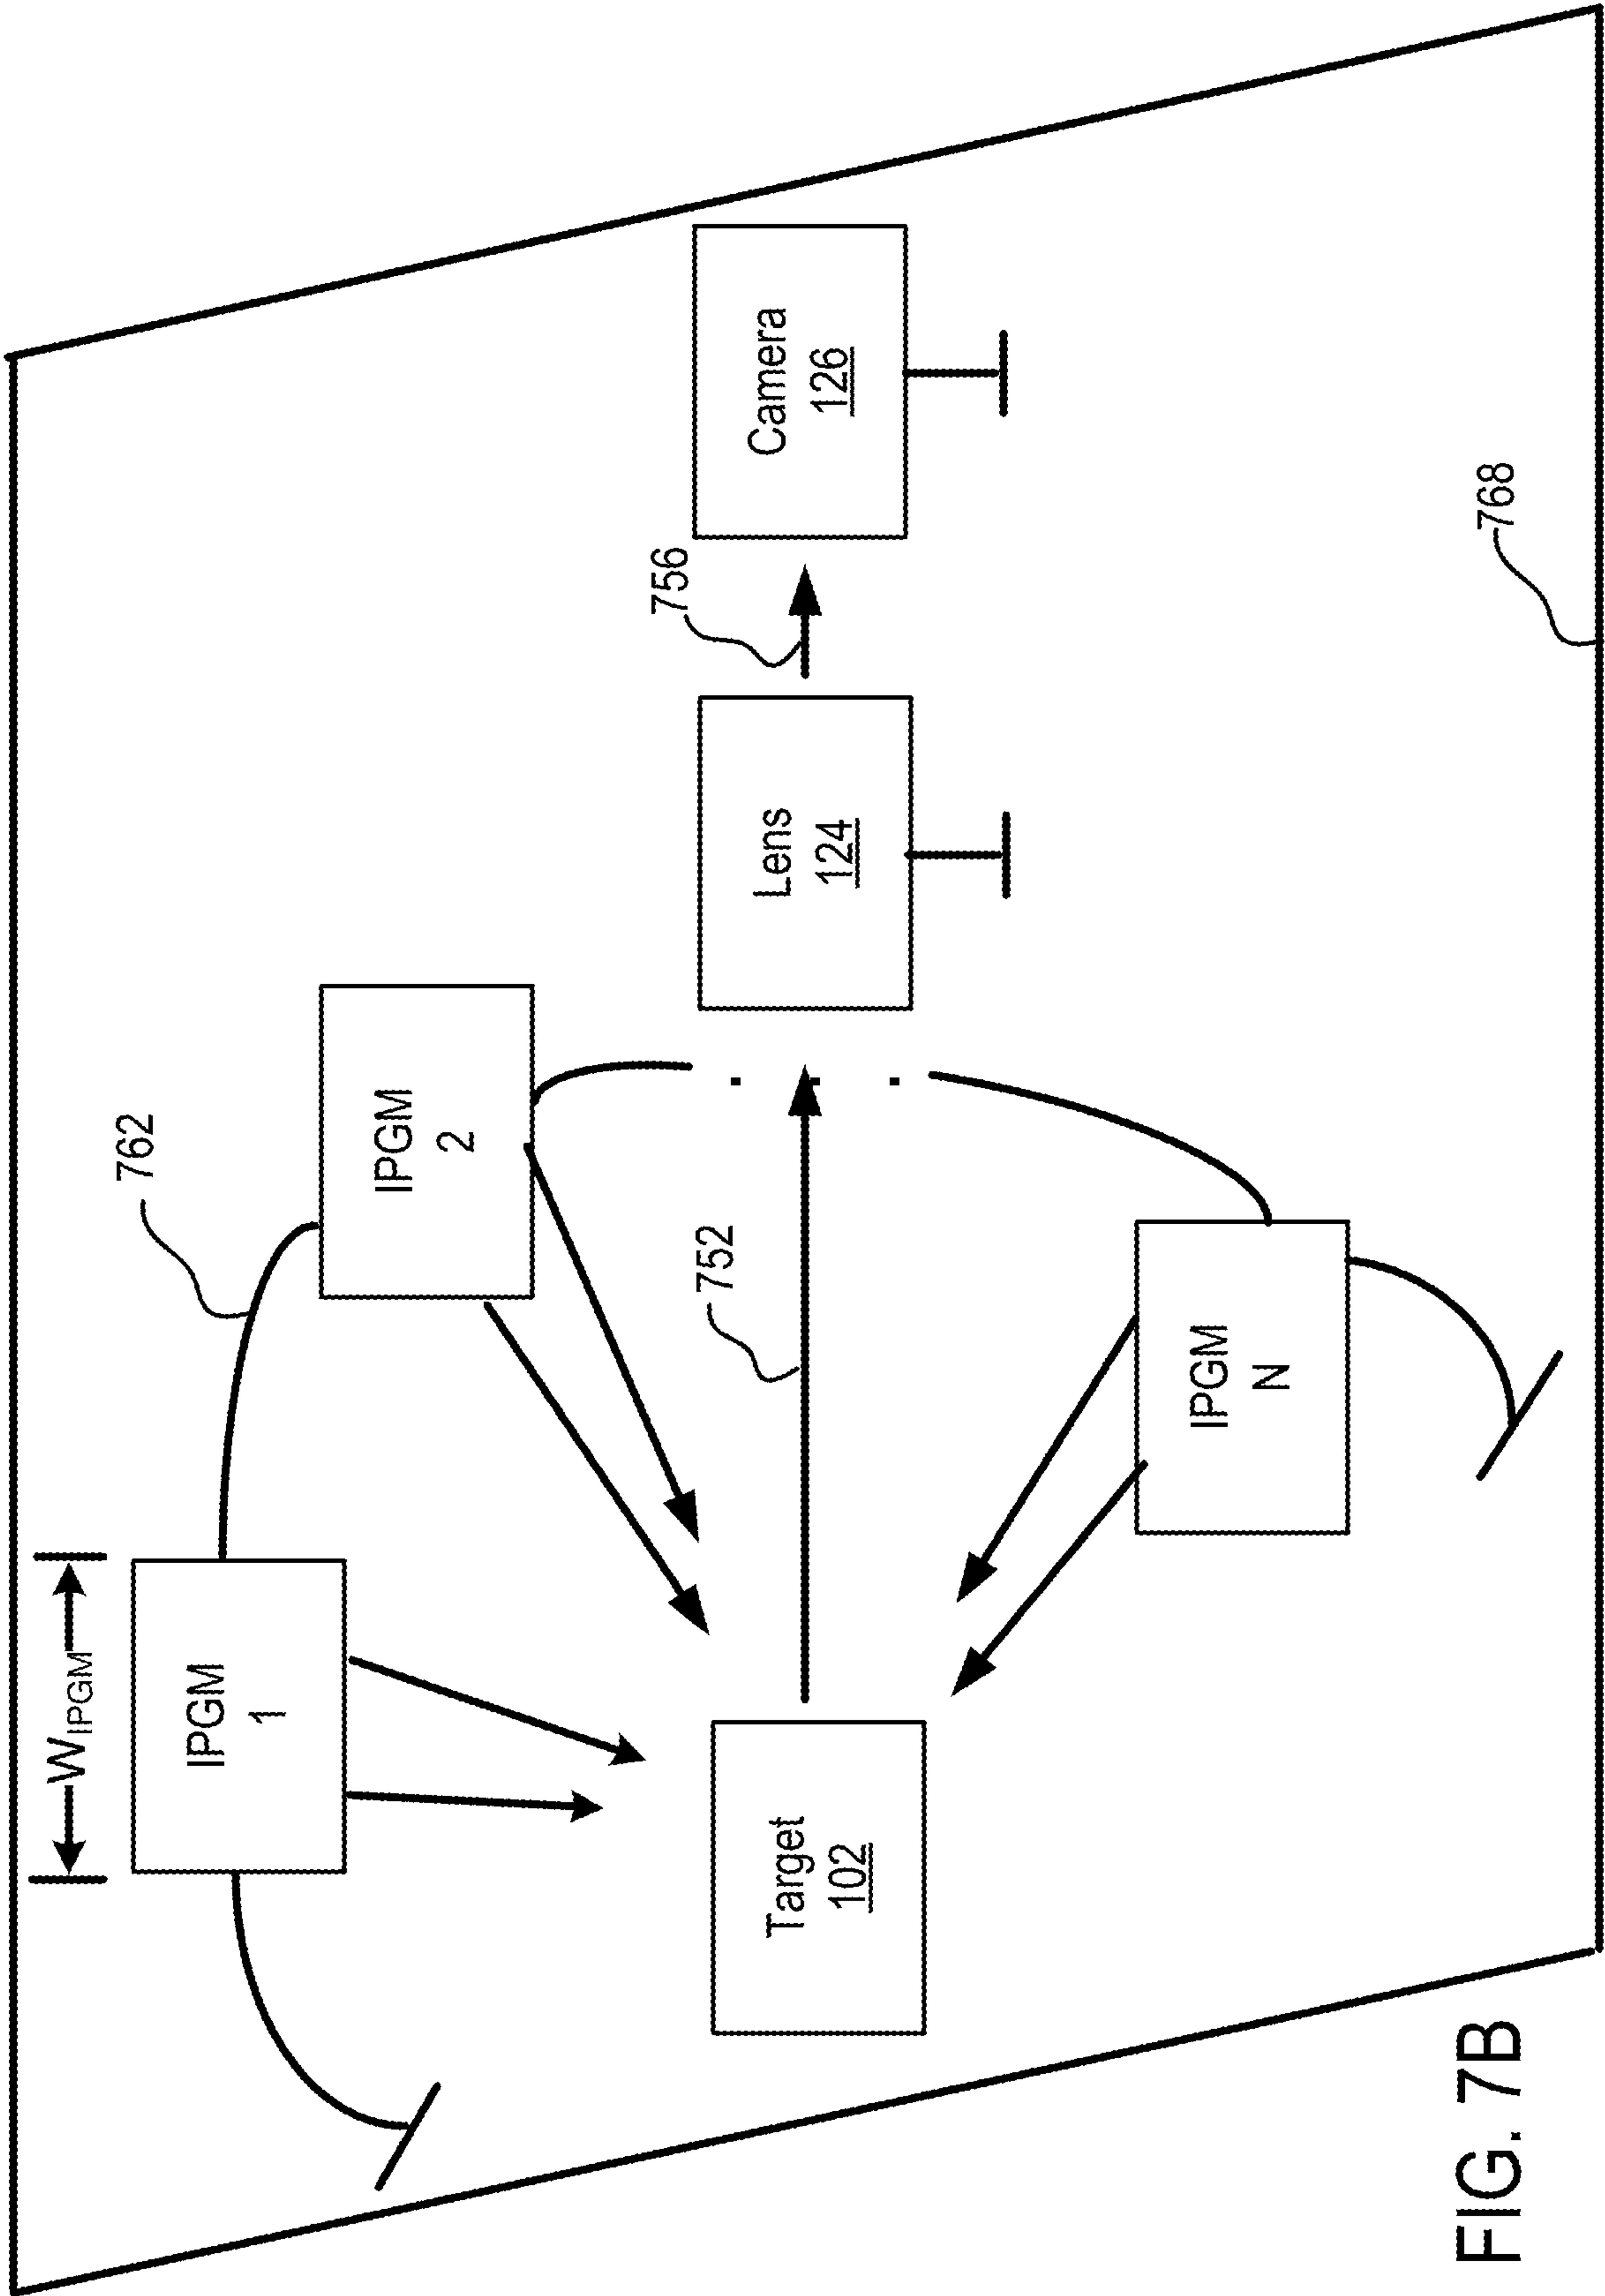 W_IPGM
IPGM
1
762
IPGM
2
752
756
Target
102
Lens
124
Camera
126
IPGM
N
768
FIG. 7B